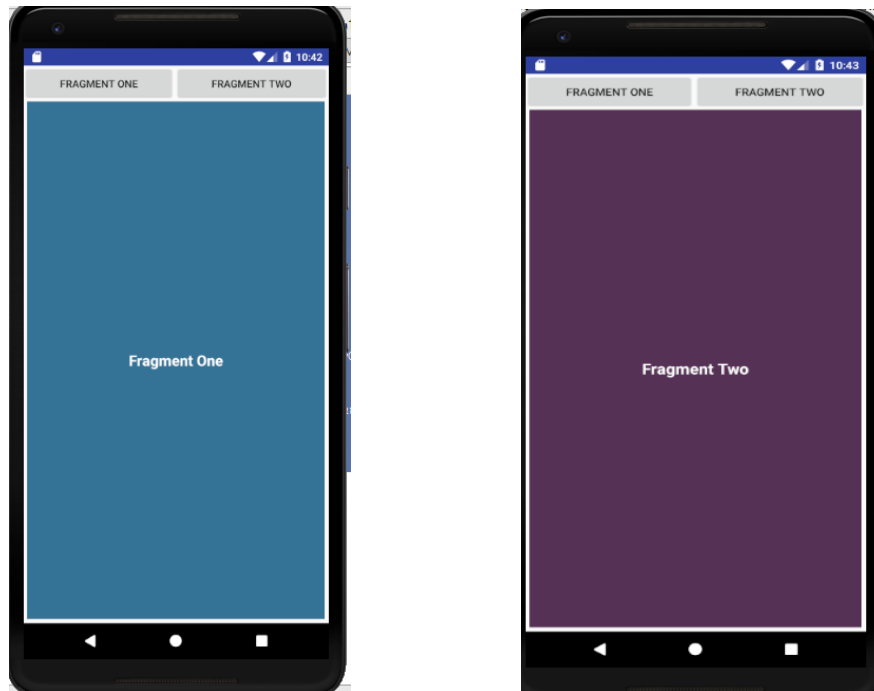 10:42
FRAGMENT ONE FRAGMENT TWO
Fragment One
10:43
FRAGMENT ONE FRAGMENT TWO
Fragment Two